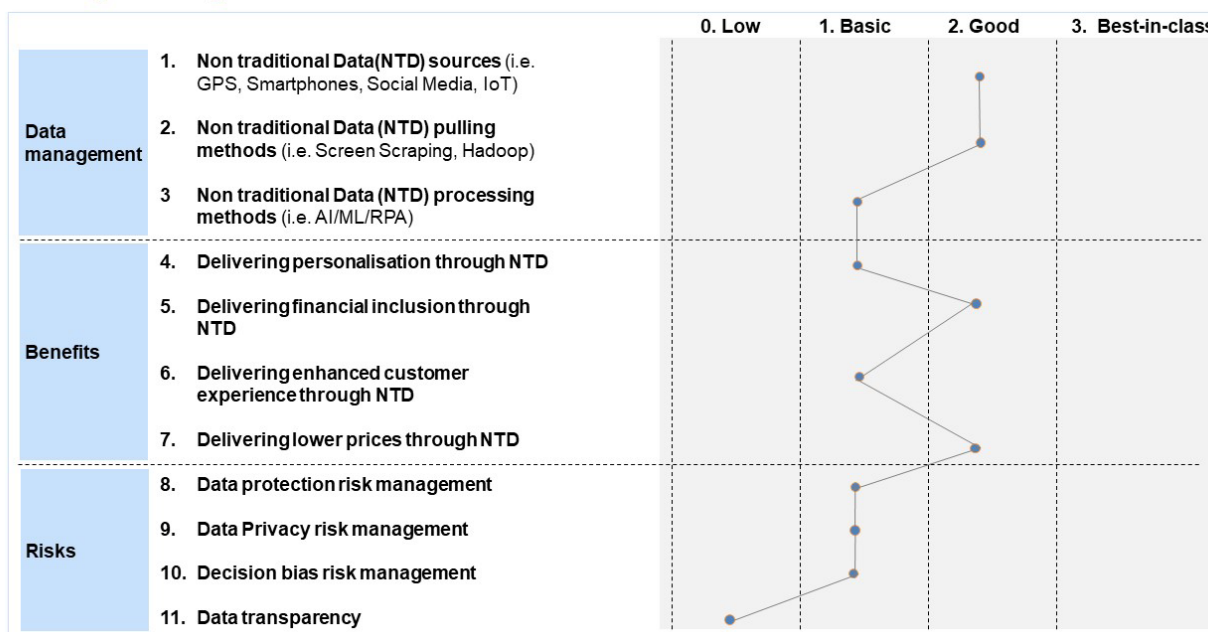 0. Low 1. Basic 2. Good 3. Best-in-class
Data
management
1. Non traditional Data(NTD) sources (i.e.
GPS, Smartphones, Social Media, IoT)
2. Non traditional Data (NTD) pulling
methods (i.e. Screen Scraping, Hadoop)
3 Non traditional Data (NTD) processing
methods (i.e. AI/ML/RPA)
Benefits
4. Delivering personalisation through NTD
5. Delivering financial inclusion through
NTD
6. Delivering enhanced customer
experience through NTD
7. Delivering lower prices through NTD
Risks
8. Data protection risk management
9. Data Privacy risk management
10. Decision bias risk management
11. Data transparency